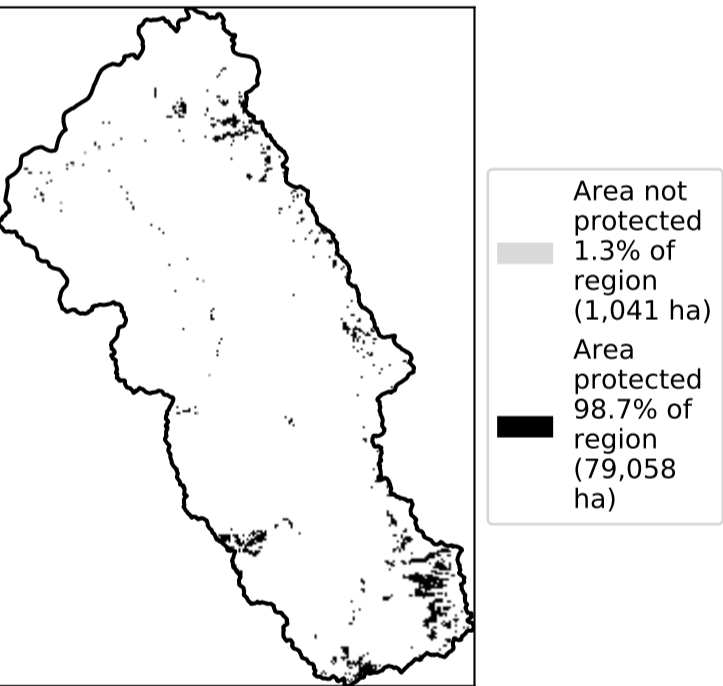 Area not
protected
1.3% of
region
(1,041 ha)
Area
protected
98.7% of
region
(79,058
ha)